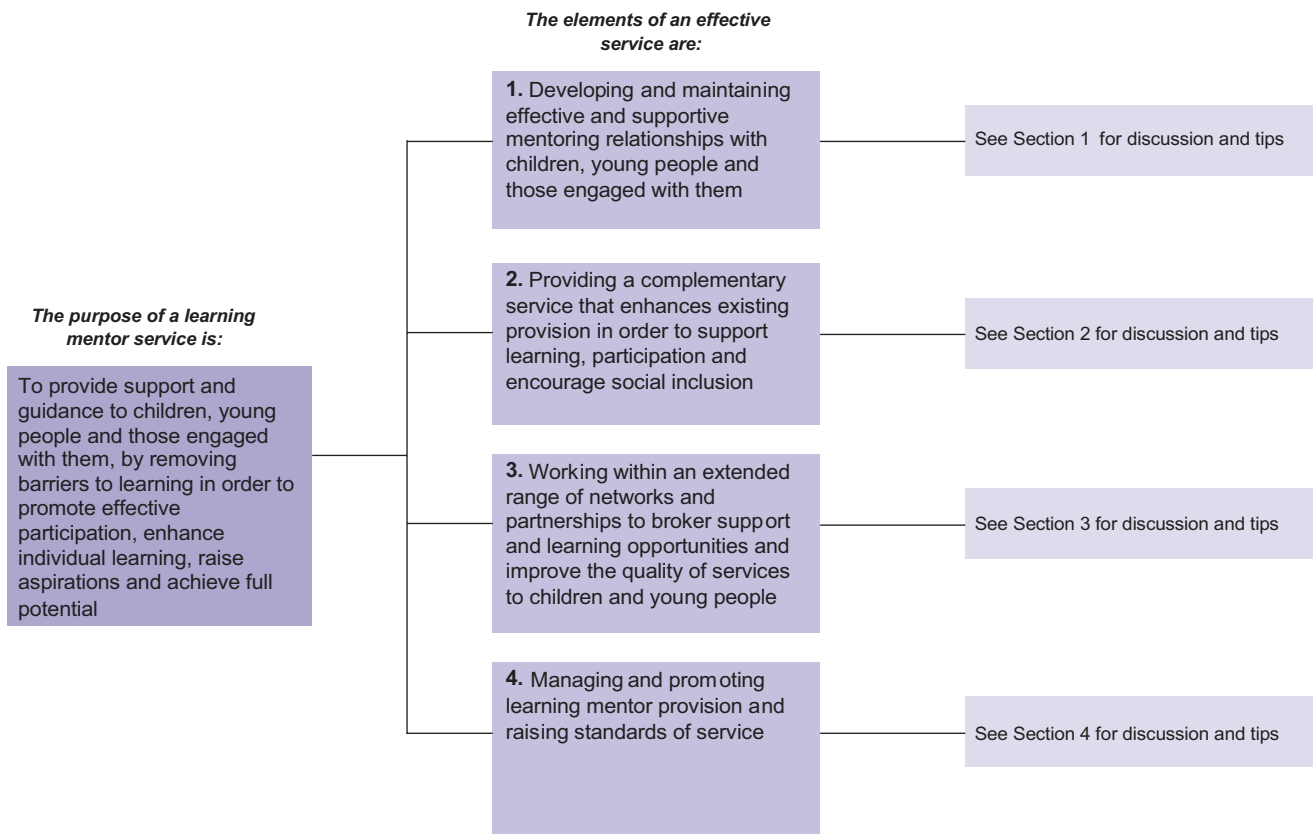 The elements of an effective
service are:
1. Developing and maintaining
effective and supportive
mentoring relationships with
children, young people and
those engaged with them
See Section 1 for discussion and tips
2. Providing a complementary
service that enhances existing
provision in order to support
learning, participation and
encourage social inclusion
See Section 2 for discussion and tips
The purpose of a learning
mentor service is:
To provide support and
guidance to children, young
people and those engaged
with them, by removing
barriers to learning in order to
promote effective
participation, enhance
individual learning, raise
aspirations and achieve full
potential
3. Working within an extended
range of networks and
partnerships to broker support
and learning opportunities and
improve the quality of services
to children and young people
See Section 3 for discussion and tips
4. Managing and promoting
learning mentor provision and
raising standards of service
See Section 4 for discussion and tips